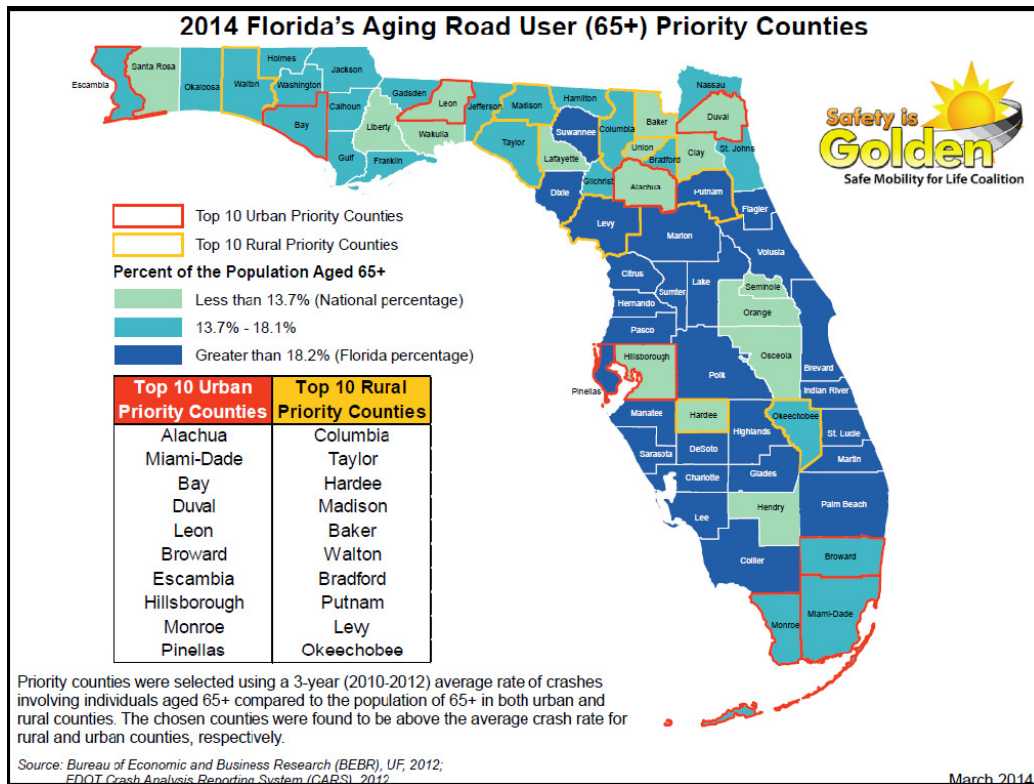 2014 Florida's Aging Road User (65+) Priority Counties
Escambia
Santa Rosa
Okaloosa
Walton
Holmes
Washington
Jackson
Bay
Calhoun
Gulf
Liberty
Gadsden
Franklin
Leon
Wakulla
Jefferson
Madison
Taylor
Hamilton
Suwannee
Lafayette
Dixie
Columbia
Gilchrist
Baker
Union
Bradford
Alachua
Levy
Nassau
Duval
Clay
St. Johns
Putnam
Flagler
Marion
Volusia
Citrus
Hernando
Pasco
Sumter
Lake
Seminole
Orange
Osceola
Brevard
Indian River
Pinellas
Hillsborough
Polk
Manatee
Hardee
Highlands
Okeechobee
St. Lucie
Sarasota
DeSoto
Martin
Charlotte
Glades
Lee
Hendry
Palm Beach
Collier
Broward
Monroe
Miami-Dade
Safety is
Golden
Safe Mobility for Life Coalition
Top 10 Urban Priority Counties
Top 10 Rural Priority Counties
Percent of the Population Aged 65+
Less than 13.7% (National percentage)
13.7% - 18.1%
Greater than 18.2% (Florida percentage)
Top 10 Urban Priority Counties
Top 10 Rural Priority Counties
Alachua Columbia
Miami-Dade Taylor
Bay Hardee
Duval Madison
Leon Baker
Broward Walton
Escambia Bradford
Hillsborough Putnam
Monroe Levy
Pinellas Okeechobee
Priority counties were selected using a 3-year (2010-2012) average rate of crashes
involving individuals aged 65+ compared to the population of 65+ in both urban and
rural counties. The chosen counties were found to be above the average crash rate for
rural and urban counties, respectively.
Source: Bureau of Economic and Business Research (BEBR), UF, 2012;
FDOT Crash Analysis Reporting System (CARS), 2012
March 2014